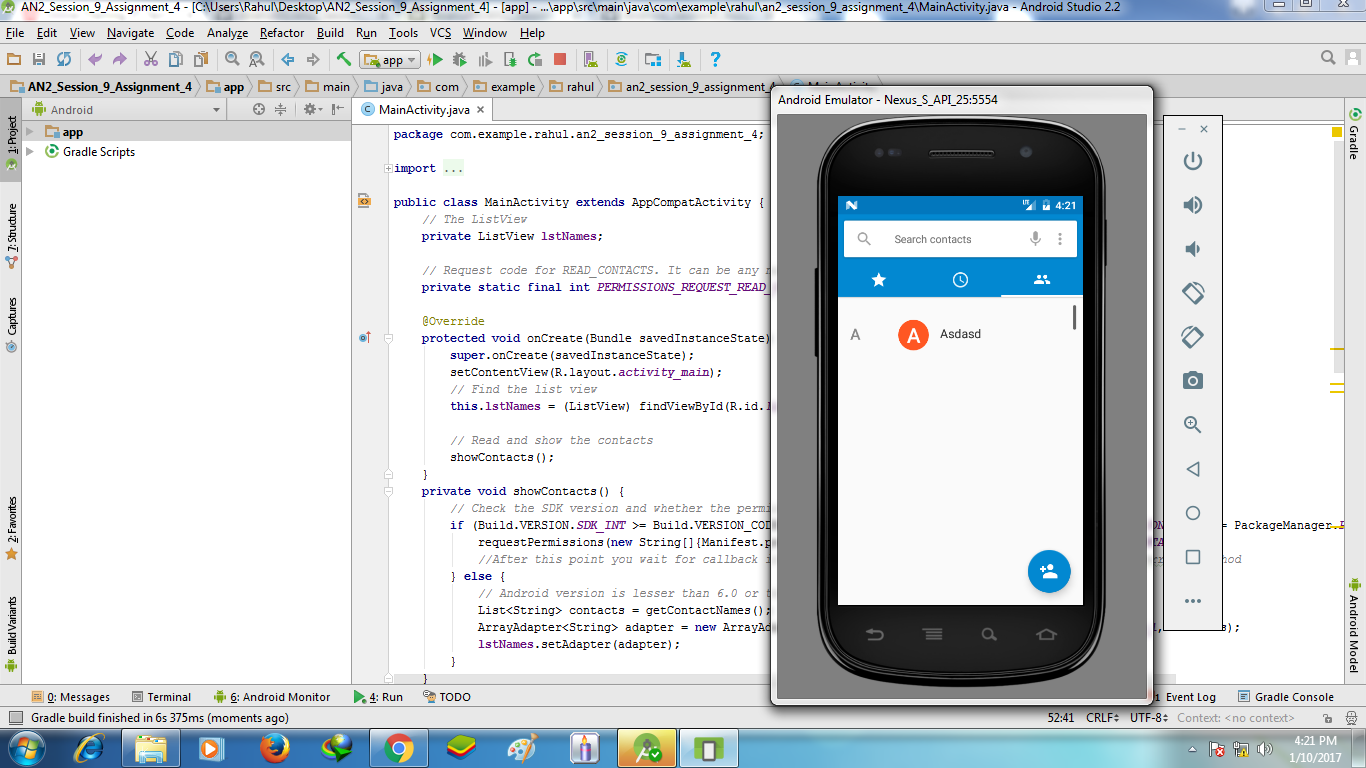 AN2_Session_9_Assignment_4 - [C:\Users\Rahul\Desktop\AN2_Session_9_Assignment_4] - [app] - ...\app\src\main\java\com\example\rahul\an2_session_9_assignment_4\MainActivity.java - Android Studio 2.2
File Edit View Navigate Code Analyze Refactor Build Run Tools VCS Window Help
app
AN2_Session_9_Assignment_4 app src main java com example rahul an2_session_9_assignment_4
Android
MainActivity.java
1: Project
7: Structure
Captures
2: Favorites
Build Variants
app
Gradle Scripts
package com.example.rahul.an2_session_9_assignment_4;
import ...
public class MainActivity extends AppCompatActivity {
// The ListView
private ListView lstNames;
// Request code for READ_CONTACTS. It can be any
private static final int PERMISSIONS_REQUEST_READ_
@Override
protected void onCreate(Bundle savedInstanceState)
super.onCreate(savedInstanceState);
setContentView(R.layout.activity_main);
// Find the list view
this.lstNames = (ListView) findViewById(R.id.
// Read and show the contacts
showContacts();
}
private void showContacts() {
// Check the SDK version and whether the permi
if (Build.VERSION.SDK_INT >= Build.VERSION_COD = PackageManager.
requestPermissions(new String[]{Manifest.p
//After this point you wait for callback i hod
} else {
// Android version is lesser than 6.0 or t
List<String> contacts = getContactNames();
ArrayAdapter<String> adapter = new ArrayAd s);
lstNames.setAdapter(adapter);
}
}
Android Emulator - Nexus_S_API_25:5554
LTE 4:21
Search contacts
A A Asdasd
Gradle
Android Model
0: Messages Terminal 6: Android Monitor 4: Run TODO 1 Event Log Gradle Console
Gradle build finished in 6s 375ms (moments ago) 52:41 CRLF UTF-8 Context: <no context>
4:21 PM
1/10/2017